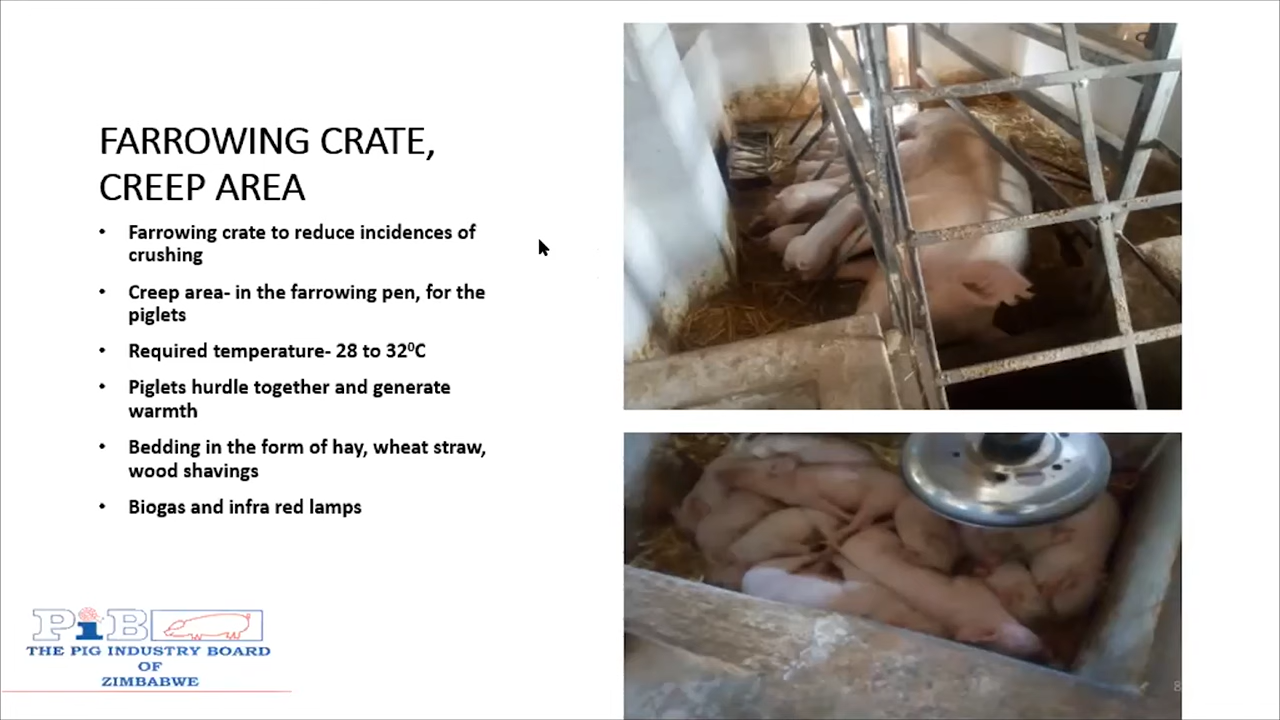 FARROWING CRATE,
CREEP AREA
• Farrowing crate to reduce incidences of
crushing
• Creep area- in the farrowing pen, for the
piglets
• Required temperature- 28 to 32⁰C
• Piglets hurdle together and generate
warmth
• Bedding in the form of hay, wheat straw,
wood shavings
• Biogas and infra red lamps
PiB
THE PIG INDUSTRY BOARD
OF
ZIMBABWE
8